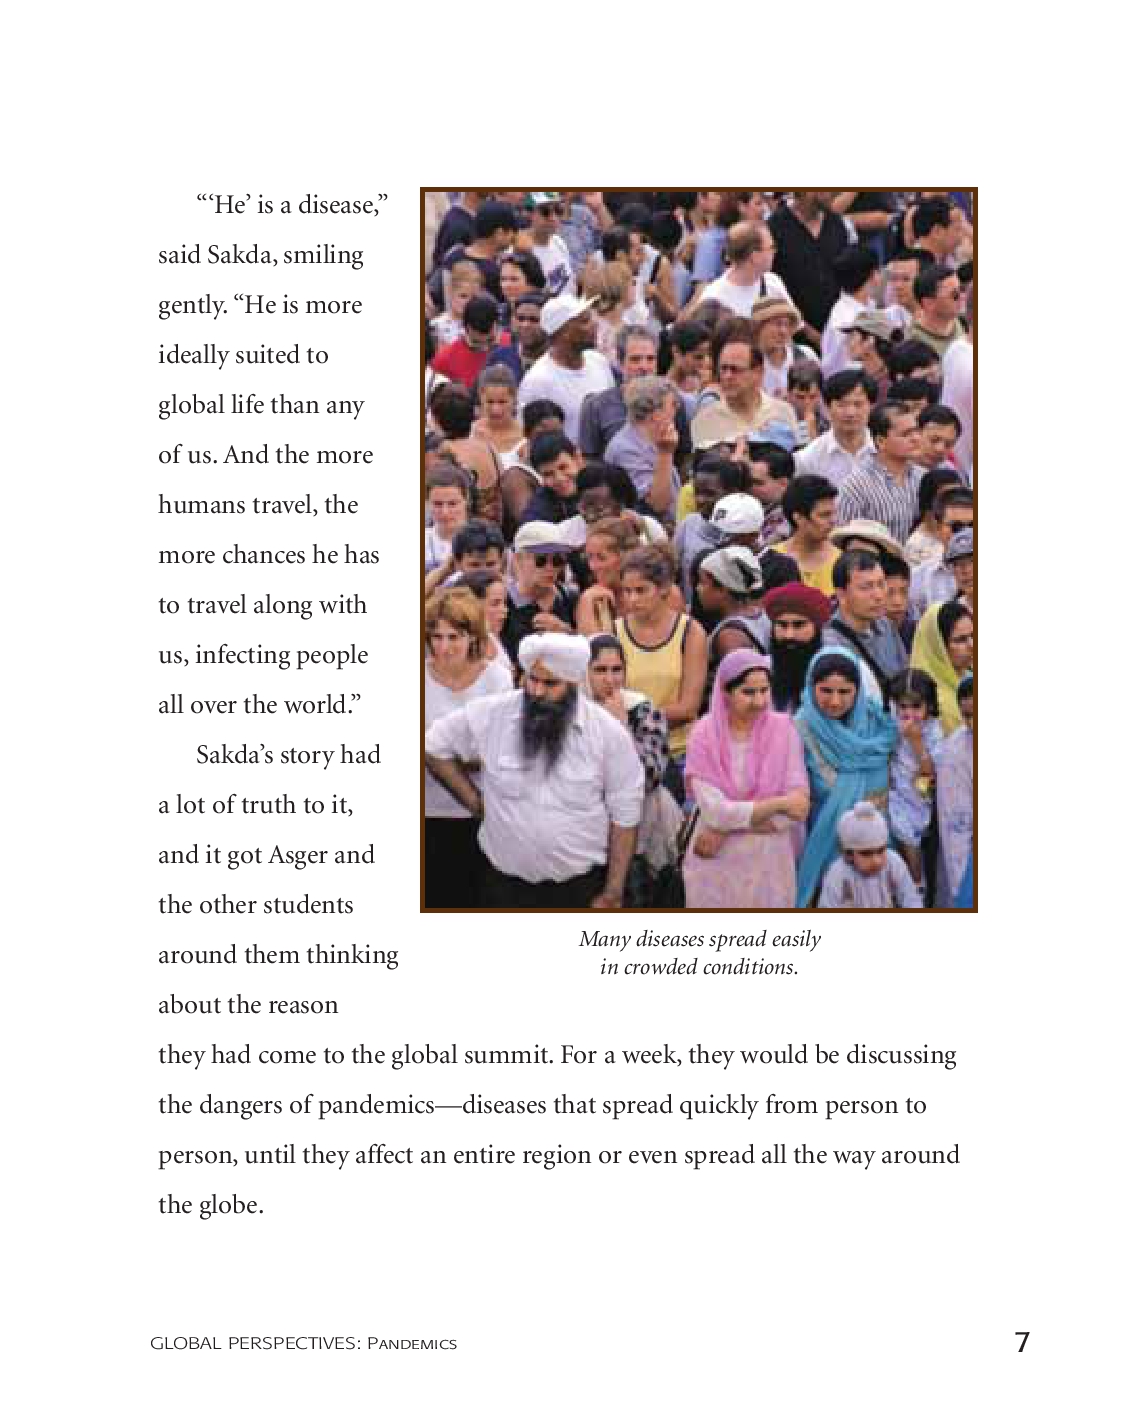 “‘He’ is a disease,”
said Sakda, smiling
gently. “He is more
ideally suited to
global life than any
of us. And the more
humans travel, the
more chances he has
to travel along with
us, infecting people
all over the world.”
Sakda’s story had
a lot of truth to it,
and it got Asger and
the other students
around them thinking
about the reason
they had come to the global summit. For a week, they would be discussing
the dangers of pandemics—diseases that spread quickly from person to
person, until they affect an entire region or even spread all the way around
the globe.
Many diseases spread easily
in crowded conditions.
GLOBAL PERSPECTIVES: Pandemics
7